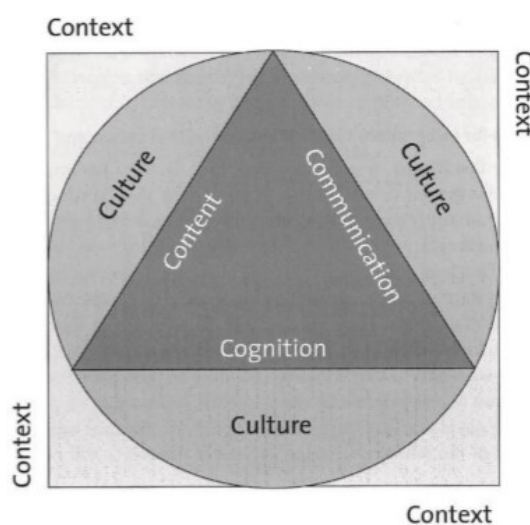 Context
Context
Culture
Culture
Content
Communication
Cognition
Culture
Context
Context